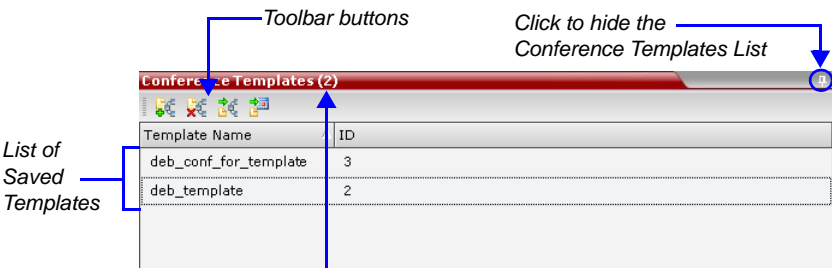 Toolbar buttons
Click to hide the
Conference Templates List
Conference Templates (2)
Template Name ID
List of
Saved
Templates
deb_conf_for_template 3
deb_template 2